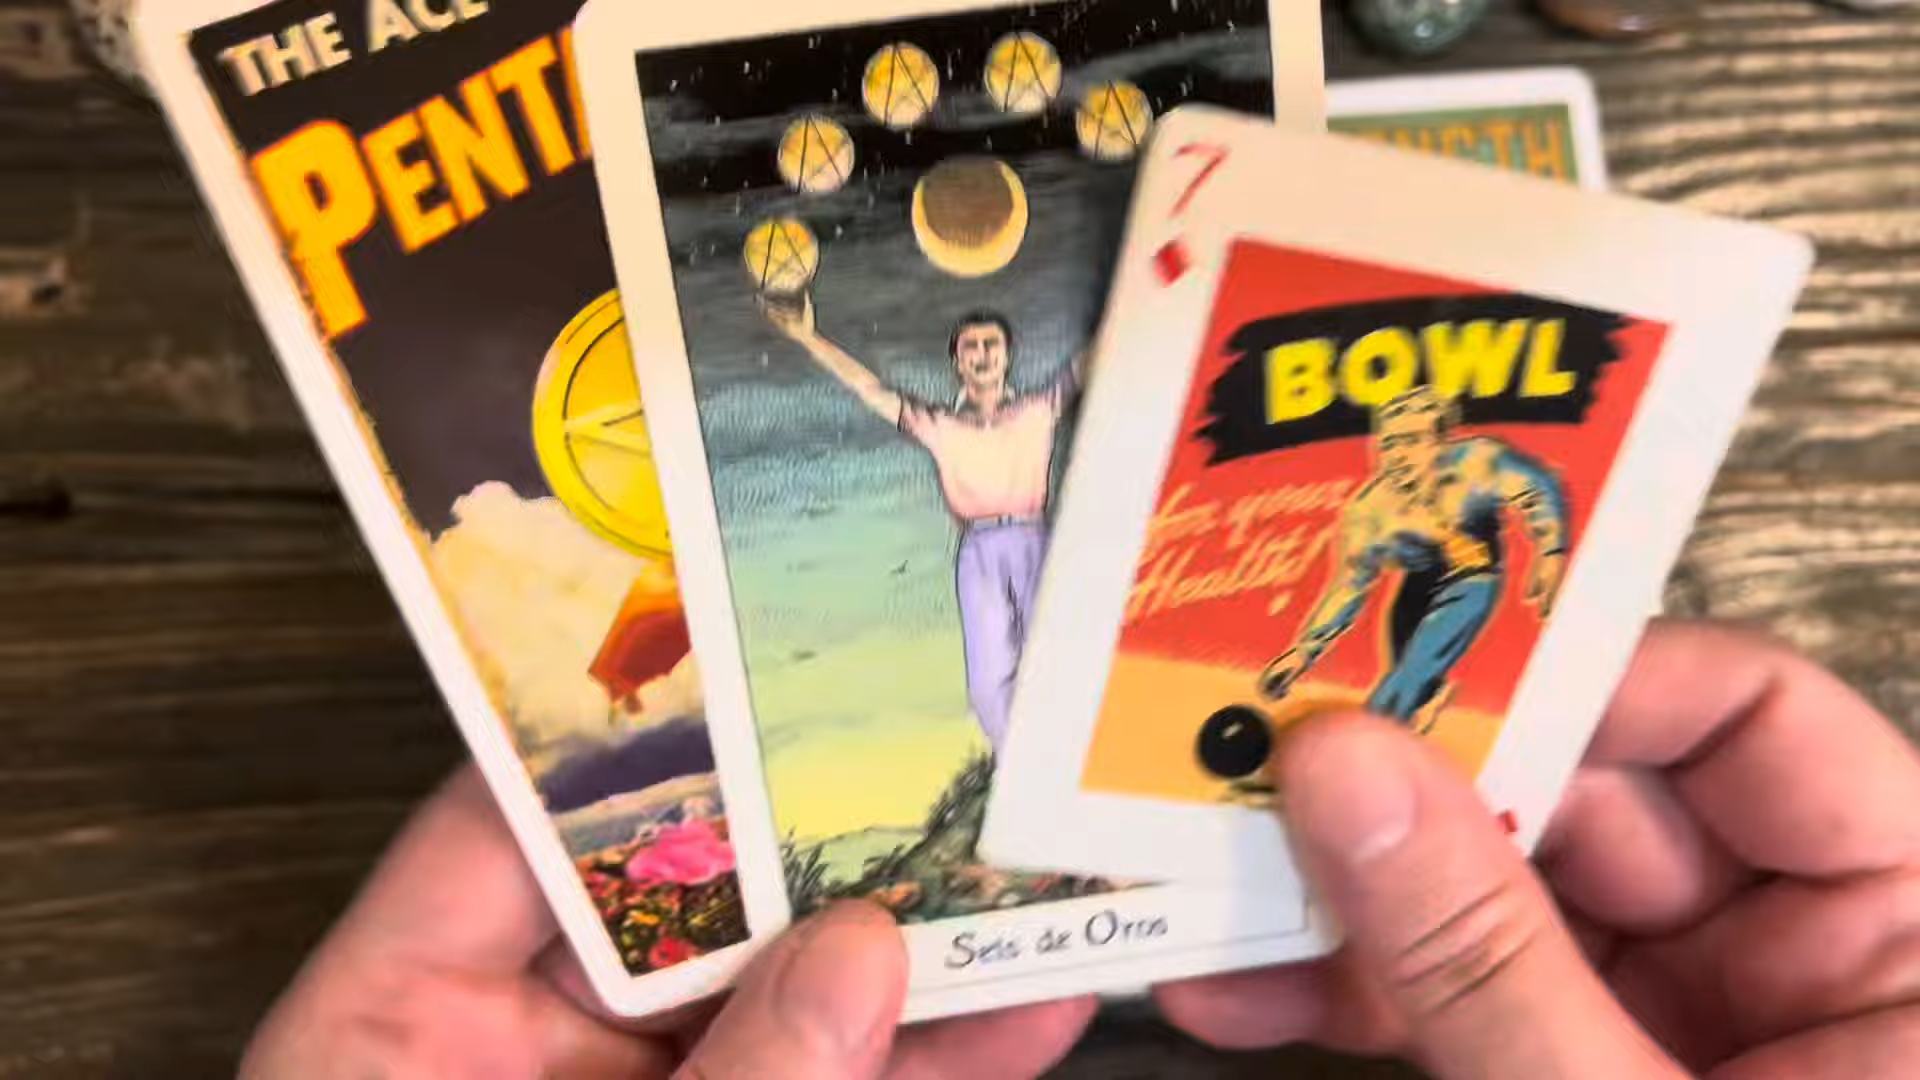 THE ACE
PENTA
7
BOWL
for your
Health!
Seis de Oros